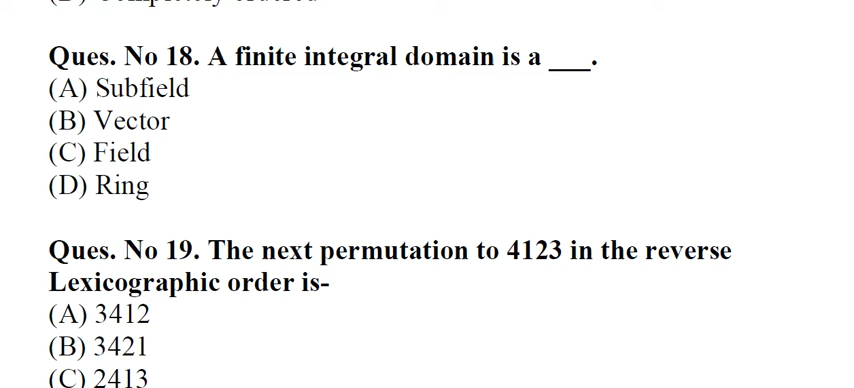 Ques. No 18. A finite integral domain is a ___.
(A) Subfield
(B) Vector
(C) Field
(D) Ring
Ques. No 19. The next permutation to 4123 in the reverse
Lexicographic order is-
(A) 3412
(B) 3421
(C) 2413